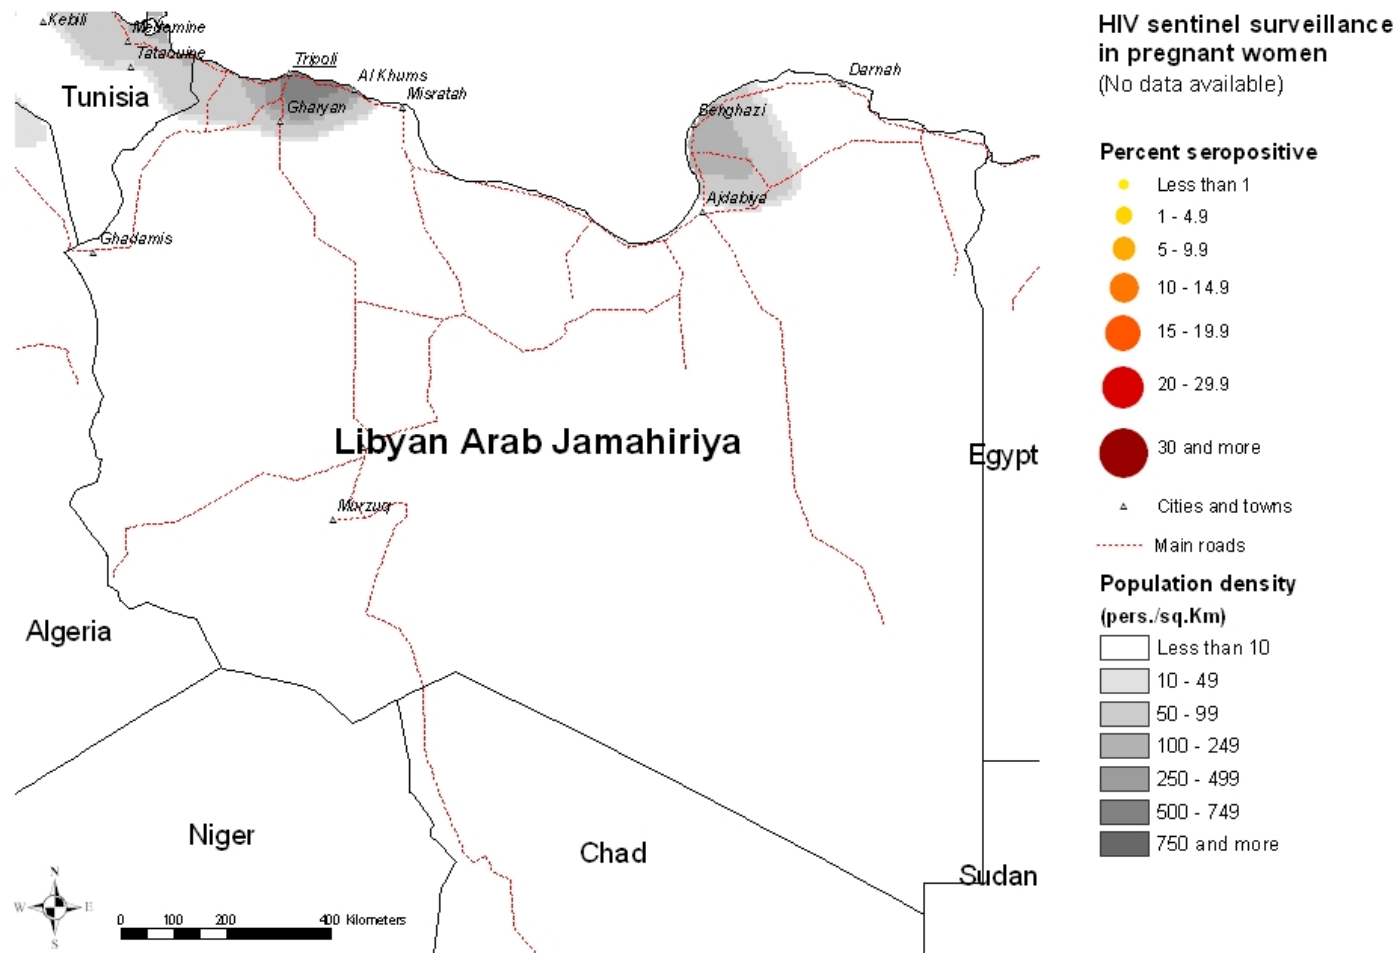 Kebili
Medemine
Tataouine
Tunisia
Tripoli
Al Khums
Misratah
Gharyan
Darnah
Benghazi
Ajdabiya
Ghadamis
Libyan Arab Jamahiriya
Egypt
Murzuq
Algeria
Niger
Chad
Sudan
N
W E
S
0 100 200 400 Kilometers
HIV sentinel surveillance
in pregnant women
(No data available)
Percent seropositive
Less than 1
1 - 4.9
5 - 9.9
10 - 14.9
15 - 19.9
20 - 29.9
30 and more
Cities and towns
Main roads
Population density
(pers./sq.Km)
Less than 10
10 - 49
50 - 99
100 - 249
250 - 499
500 - 749
750 and more